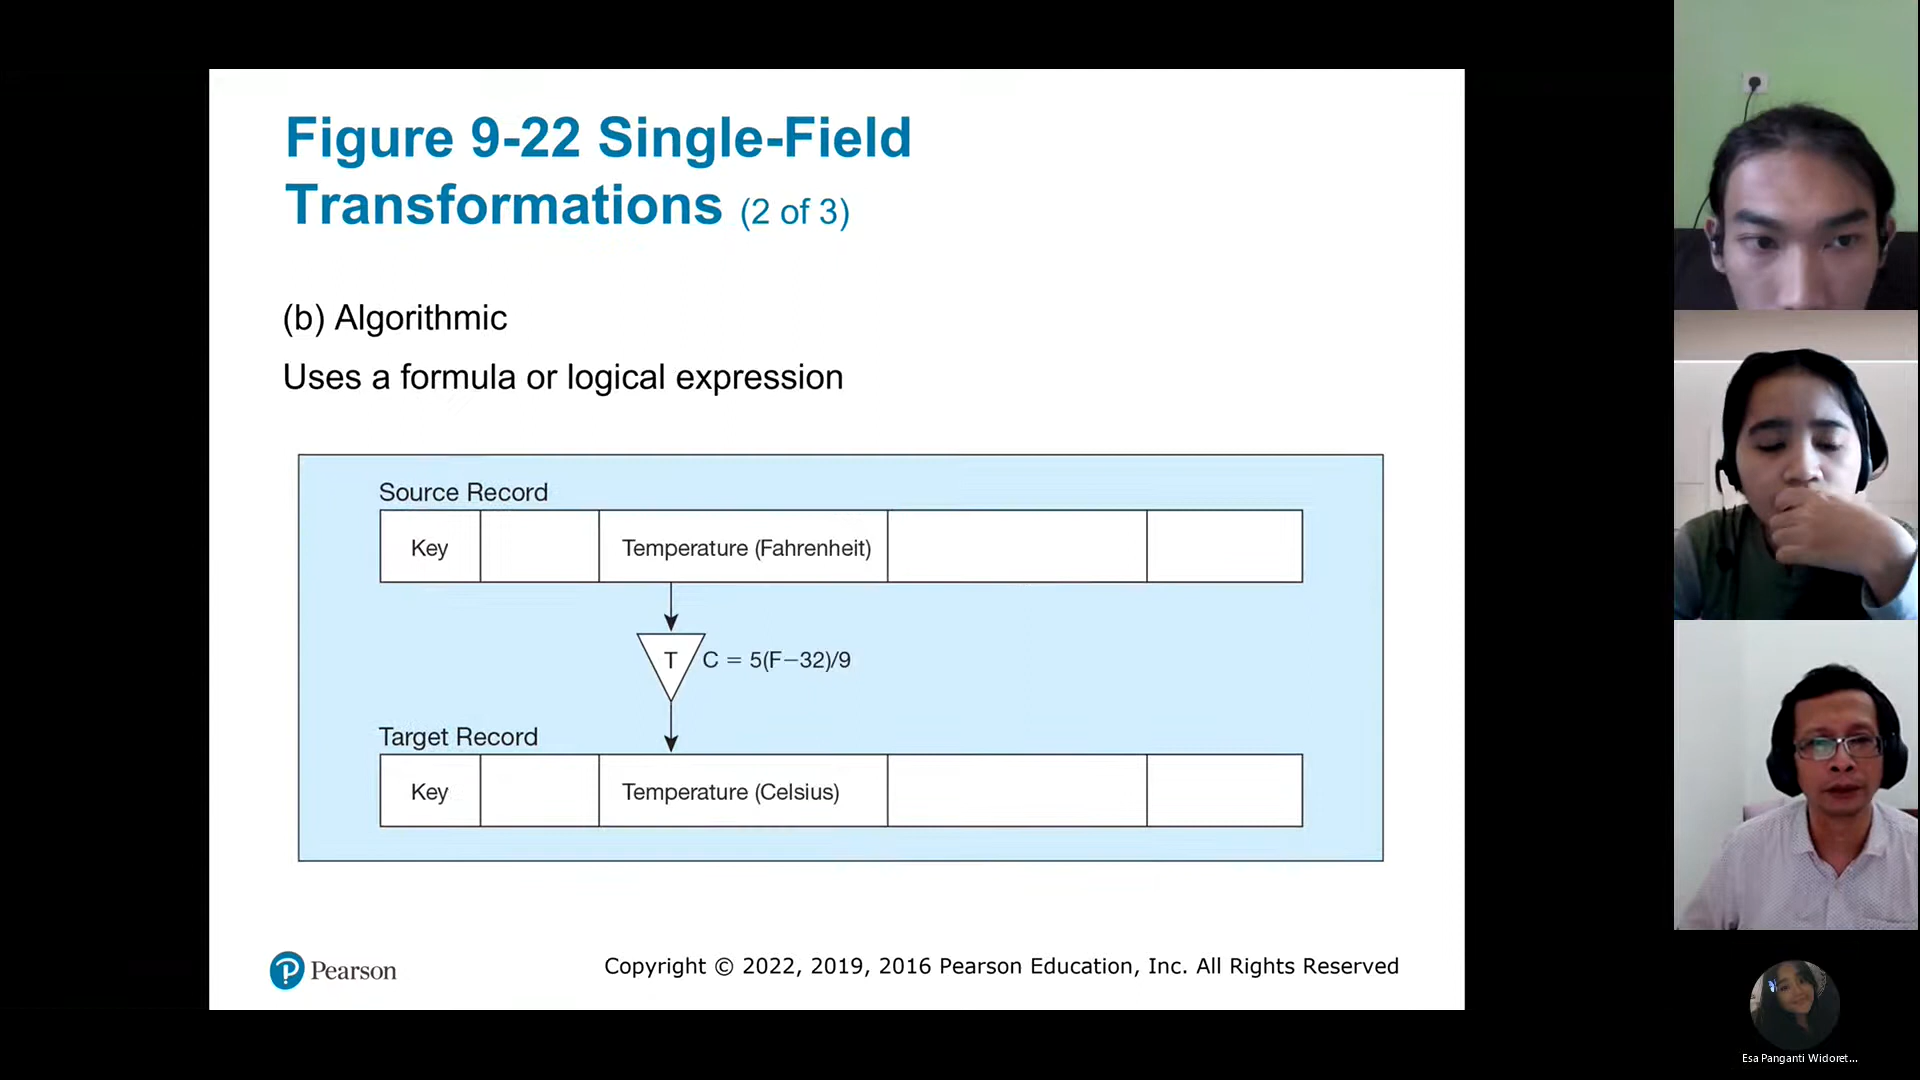 Figure 9-22 Single-Field
Transformations (2 of 3)
(b) Algorithmic
Uses a formula or logical expression
Source Record
Key
Temperature (Fahrenheit)
T
C = 5(F−32)/9
Target Record
Key
Temperature (Celsius)
Pearson
Copyright © 2022, 2019, 2016 Pearson Education, Inc. All Rights Reserved
Esa Panganti Widoret...